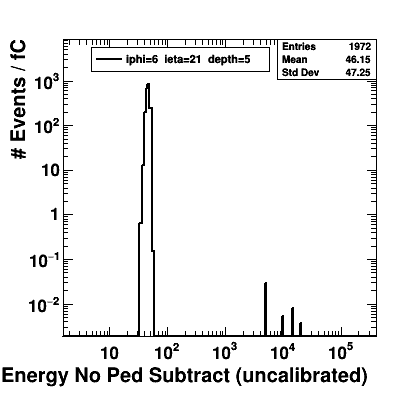 Entries 1972
Mean 46.15
Std Dev 47.25
iphi=6 ieta=21 depth=5
# Events / fC
10³
10²
10
1
10⁻¹
10⁻²
10 10² 10³ 10⁴ 10⁵
Energy No Ped Subtract (uncalibrated)